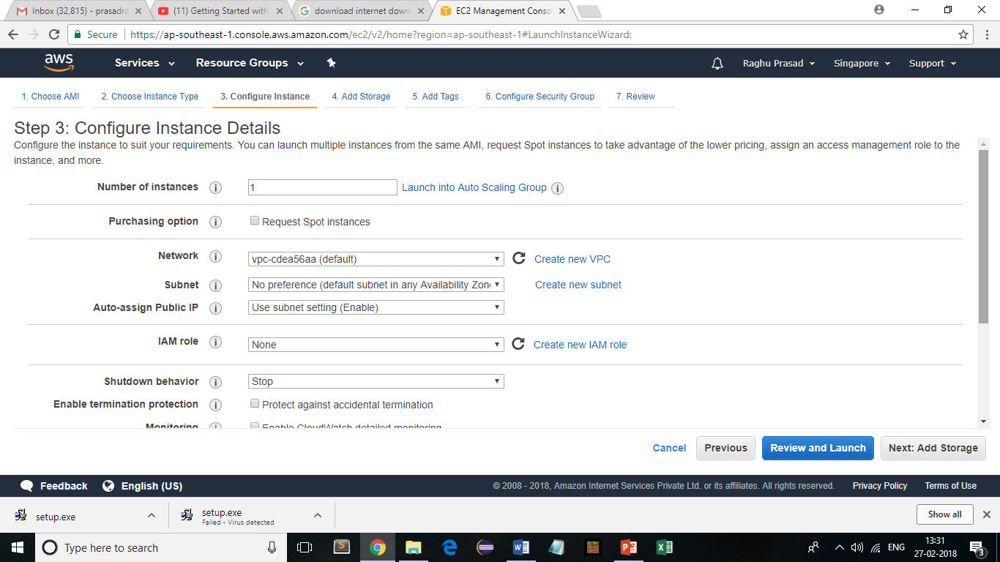 Inbox (32,815) - prasadra
(11) Getting Started with
download internet down
EC2 Management Conso
Secure
https://ap-southeast-1.console.aws.amazon.com/ec2/v2/home?region=ap-southeast-1#LaunchInstanceWizard:
aws
Services
Resource Groups
Raghu Prasad
Singapore
Support
1. Choose AMI
2. Choose Instance Type
3. Configure Instance
4. Add Storage
5. Add Tags
6. Configure Security Group
7. Review
Step 3: Configure Instance Details
Configure the instance to suit your requirements. You can launch multiple instances from the same AMI, request Spot instances to take advantage of the lower pricing, assign an access management role to the
instance, and more.
Number of instances
1
Launch into Auto Scaling Group
Purchasing option
Request Spot instances
Network
vpc-cdea56aa (default)
Create new VPC
Subnet
No preference (default subnet in any Availability Zon
Create new subnet
Auto-assign Public IP
Use subnet setting (Enable)
IAM role
None
Create new IAM role
Shutdown behavior
Stop
Enable termination protection
Protect against accidental termination
Monitoring
Enable CloudWatch detailed monitoring
Cancel
Previous
Review and Launch
Next: Add Storage
Feedback
English (US)
© 2008 - 2018, Amazon Internet Services Private Ltd. or its affiliates. All rights reserved.
Privacy Policy
Terms of Use
setup.exe
setup.exe
Failed - Virus detected
Show all
Type here to search
ENG
13:31
27-02-2018
3